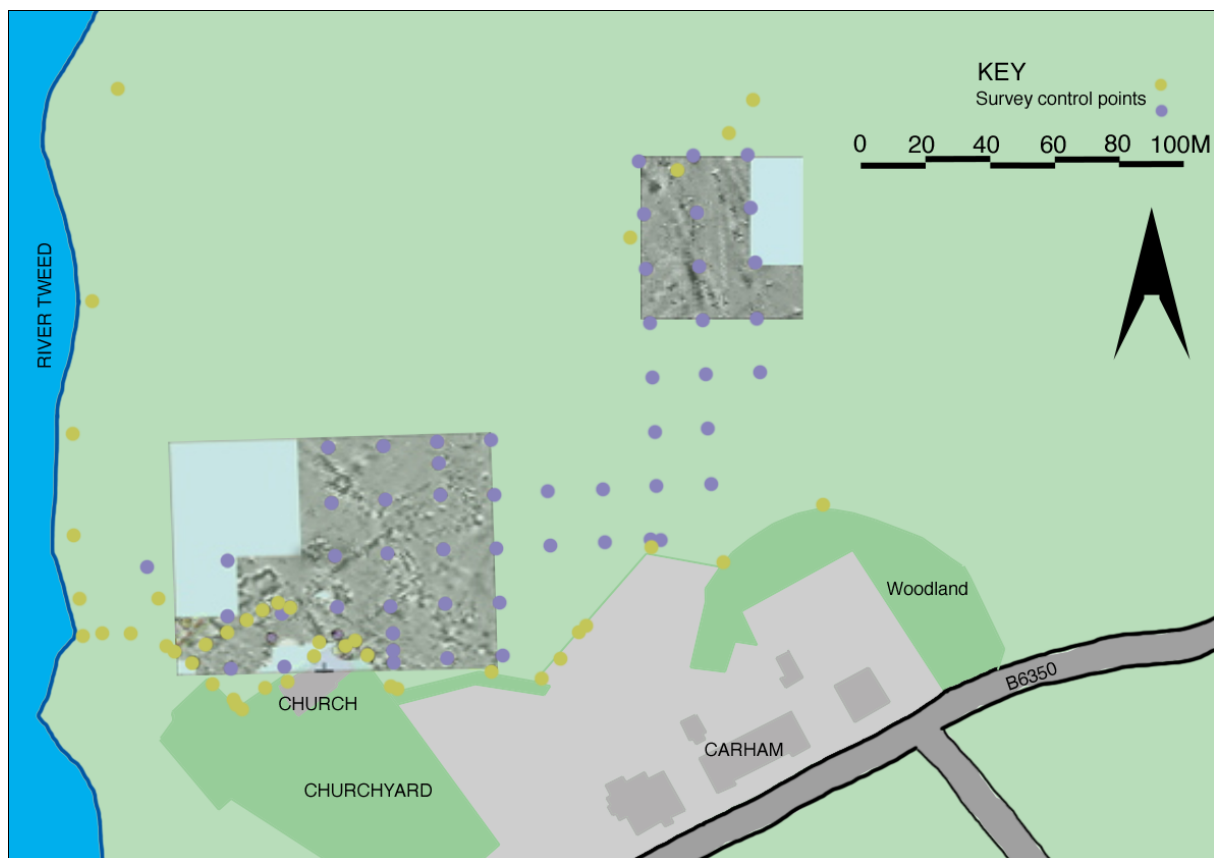 KEY
Survey control points
0 20 40 60 80 100M
RIVER TWEED
Woodland
B6350
CHURCH
CARHAM
CHURCHYARD